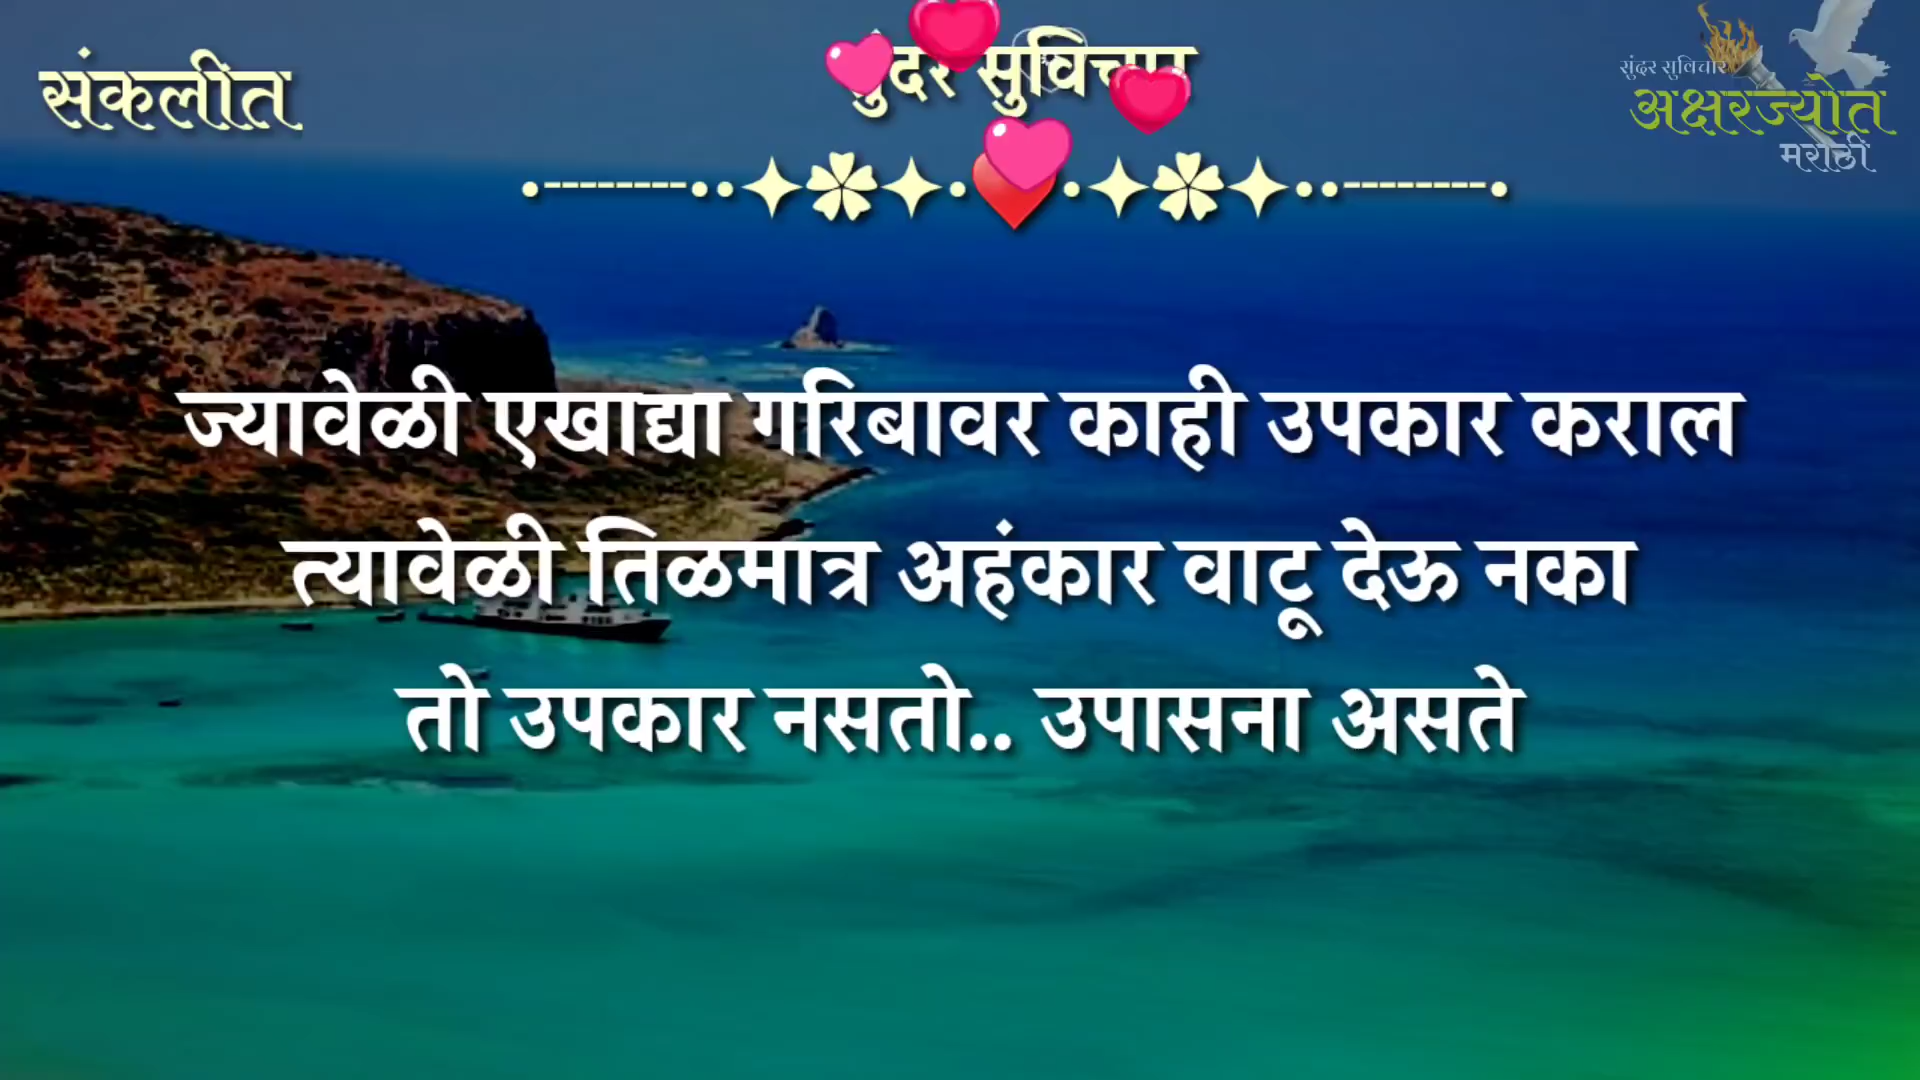 संकलीत
सुंदर सुविचार
सुंदर सुविचार
अक्षरज्योत
मराठी
ज्यावेळी एखाद्या गरिबावर काही उपकार कराल
त्यावेळी तिळमात्र अहंकार वाटू देऊ नका
तो उपकार नसतो.. उपासना असते